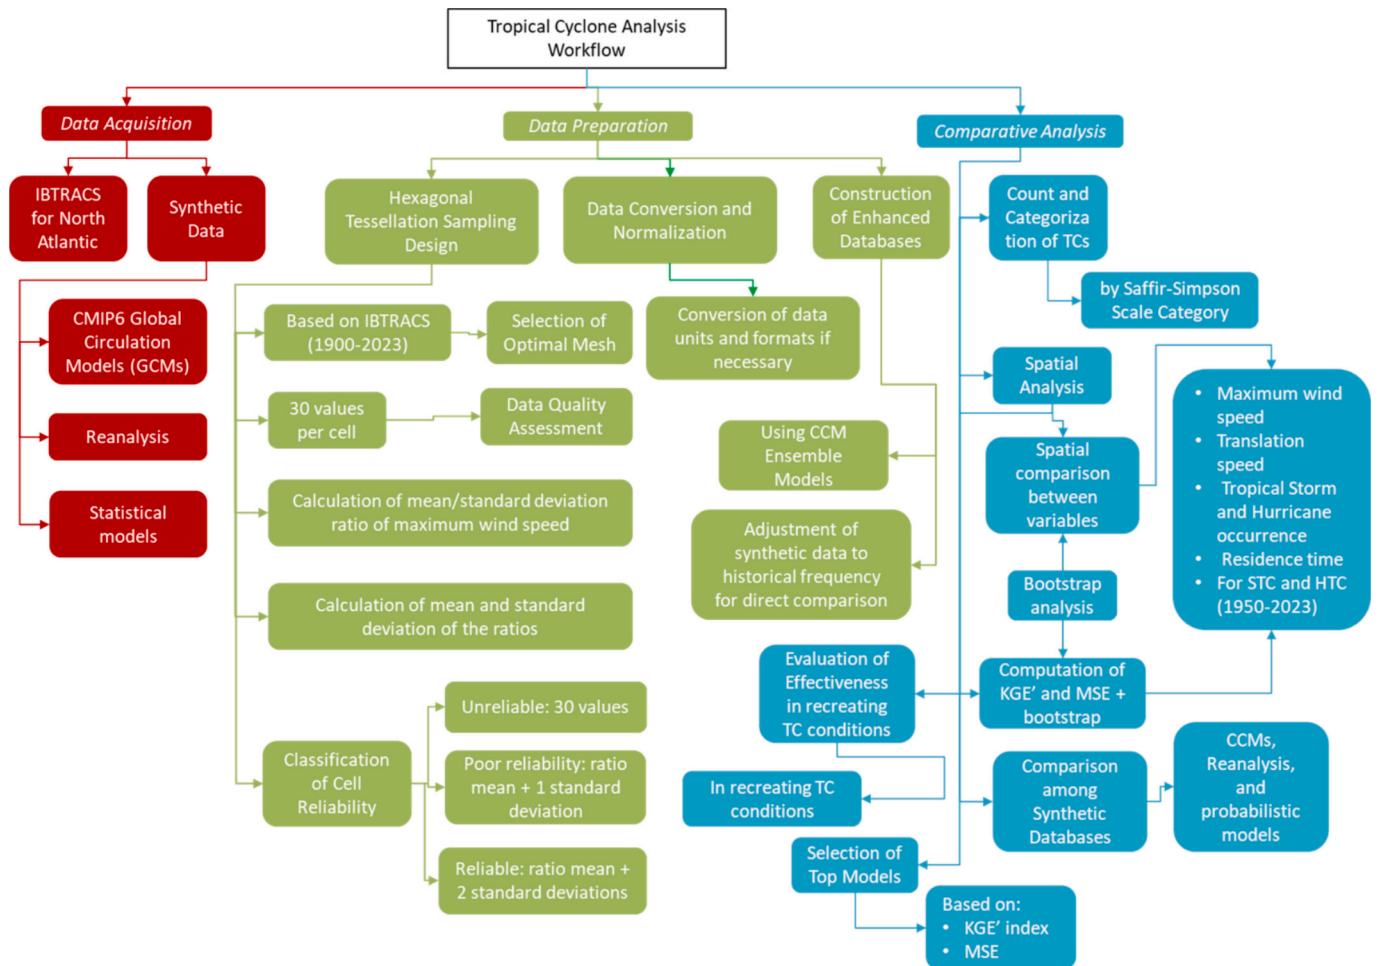 Tropical Cyclone Analysis
Workflow
Data Acquisition
IBTRACS
for North
Atlantic
Synthetic
Data
CMIP6 Global
Circulation
Models (GCMs)
Reanalysis
Statistical
models
Data Preparation
Hexagonal
Tessellation Sampling
Design
Data Conversion and
Normalization
Construction
of Enhanced
Databases
Based on IBTRACS
(1900-2023)
Selection of
Optimal Mesh
Conversion of data
units and formats if
necessary
30 values
per cell
Data Quality
Assessment
Using CCM
Ensemble
Models
Calculation of mean/standard deviation
ratio of maximum wind speed
Adjustment of
synthetic data to
historical frequency
for direct comparison
Calculation of mean and standard
deviation of the ratios
Classification
of Cell
Reliability
Unreliable: 30 values
Poor reliability: ratio
mean + 1 standard
deviation
Reliable: ratio mean +
2 standard deviations
Comparative Analysis
Count and
Categoriza
tion of TCs
by Saffir-Simpson
Scale Category
Spatial
Analysis
Spatial
comparison
between
variables
• Maximum wind
speed
• Translation
speed
• Tropical Storm
and Hurricane
occurrence
• Residence time
• For STC and HTC
(1950-2023)
Bootstrap
analysis
Evaluation of
Effectiveness
in recreating
TC conditions
Computation of
KGE' and MSE +
bootstrap
In recreating TC
conditions
Comparison
among
Synthetic
Databases
CCMs,
Reanalysis,
and
probabilistic
models
Selection of
Top Models
Based on:
• KGE' index
• MSE